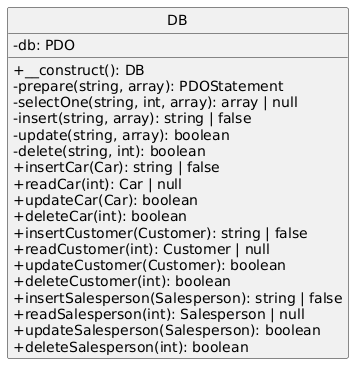 DB
-db: PDO
+__construct(): DB
-prepare(string, array): PDOStatement
-selectOne(string, int, array): array | null
-insert(string, array): string | false
-update(string, array): boolean
-delete(string, int): boolean
+insertCar(Car): string | false
+readCar(int): Car | null
+updateCar(Car): boolean
+deleteCar(int): boolean
+insertCustomer(Customer): string | false
+readCustomer(int): Customer | null
+updateCustomer(Customer): boolean
+deleteCustomer(int): boolean
+insertSalesperson(Salesperson): string | false
+readSalesperson(int): Salesperson | null
+updateSalesperson(Salesperson): boolean
+deleteSalesperson(int): boolean